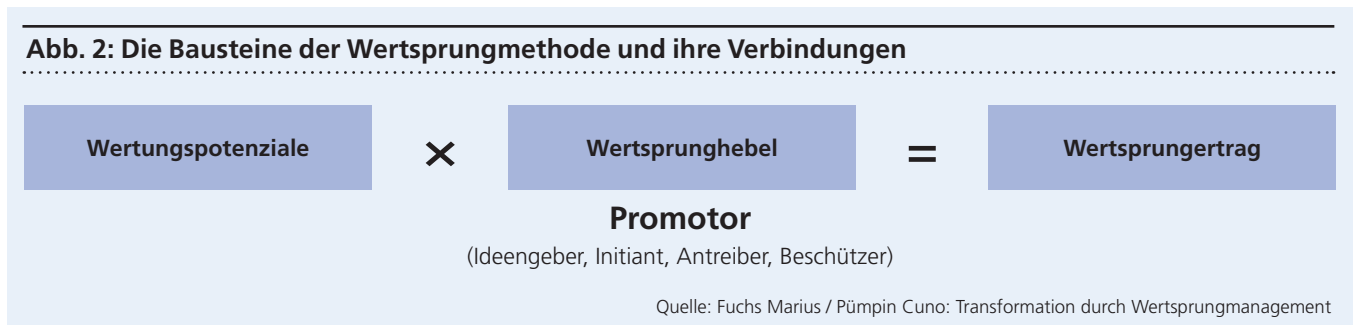 Abb. 2: Die Bausteine der Wertsprungmethode und ihre Verbindungen
Wertungspotenziale × Wertsprunghebel = Wertsprungertrag
Promotor
(Ideengeber, Initiant, Antreiber, Beschützer)
Quelle: Fuchs Marius / Pümpin Cuno: Transformation durch Wertsprungmanagement